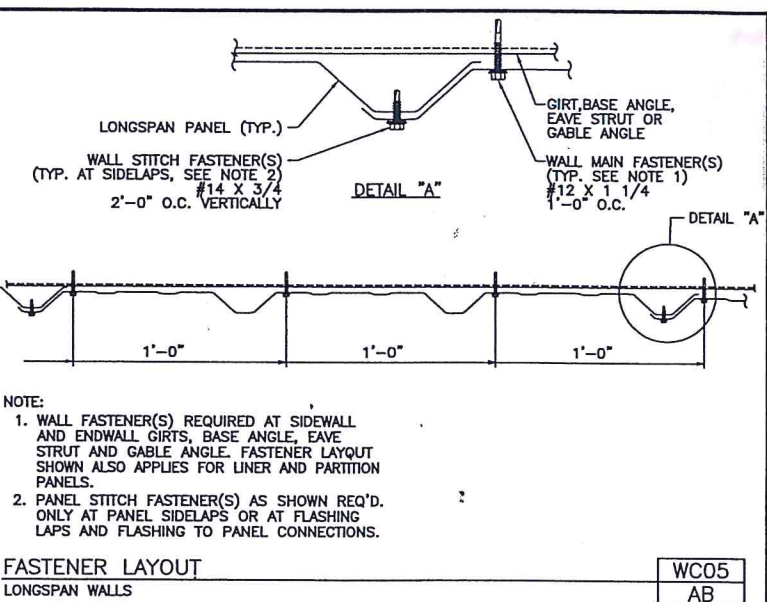 LONGSPAN PANEL (TYP.)
WALL STITCH FASTENER(S)
(TYP. AT SIDELAPS, SEE NOTE 2)
#14 X 3/4
2'-0" O.C. VERTICALLY
DETAIL "A"
GIRT,BASE ANGLE,
EAVE STRUT OR
GABLE ANGLE
WALL MAIN FASTENER(S)
(TYP. SEE NOTE 1)
#12 X 1 1/4
1'-0" O.C.
DETAIL "A"
1'-0"
1'-0"
1'-0"
NOTE:
1. WALL FASTENER(S) REQUIRED AT SIDEWALL
AND ENDWALL GIRTS, BASE ANGLE, EAVE
STRUT AND GABLE ANGLE. FASTENER LAYOUT
SHOWN ALSO APPLIES FOR LINER AND PARTITION
PANELS.
2. PANEL STITCH FASTENER(S) AS SHOWN REQ'D.
ONLY AT PANEL SIDELAPS OR AT FLASHING
LAPS AND FLASHING TO PANEL CONNECTIONS.
FASTENER LAYOUT
LONGSPAN WALLS
WC05
AB